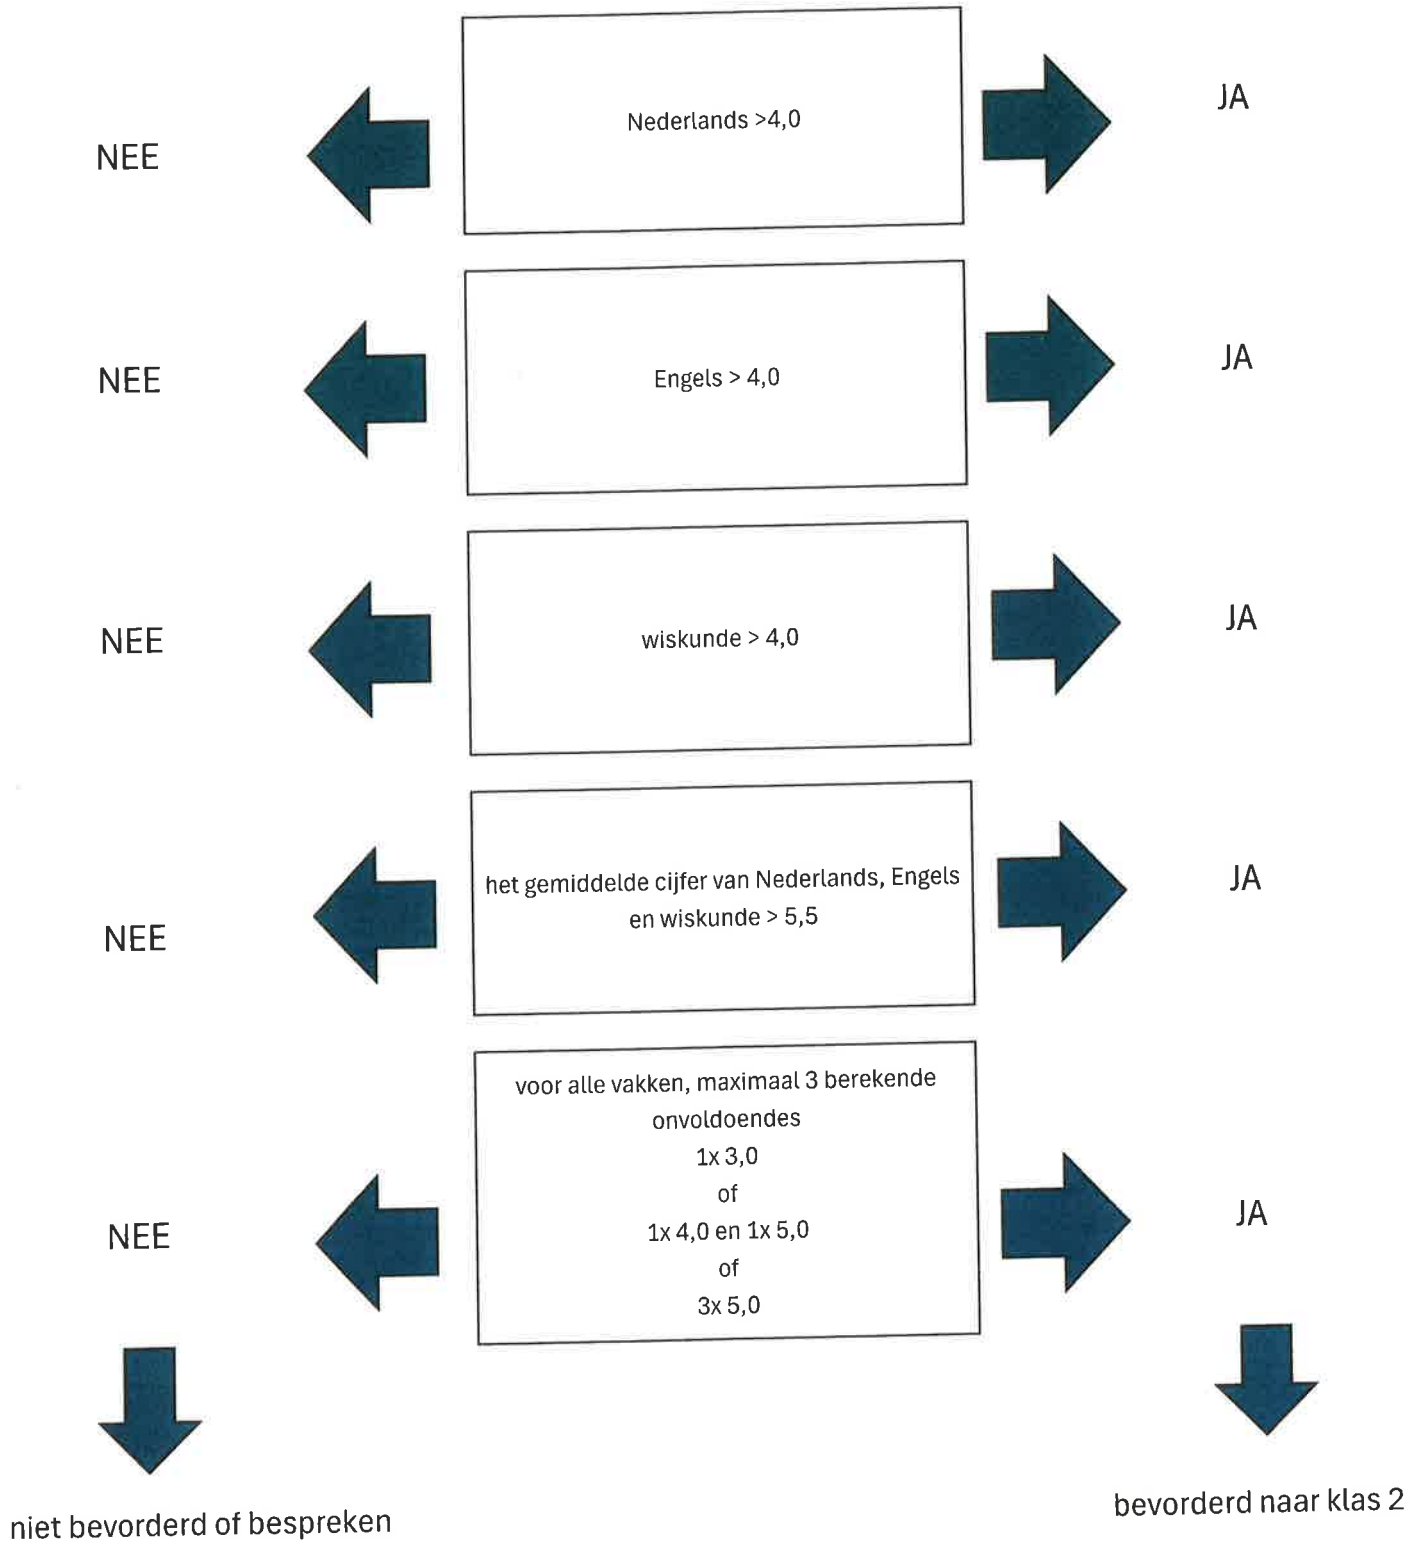 Nederlands >4,0
JA
NEE
Engels > 4,0
JA
NEE
wiskunde > 4,0
JA
NEE
het gemiddelde cijfer van Nederlands, Engels
en wiskunde > 5,5
JA
NEE
voor alle vakken, maximaal 3 berekende
onvoldoendes
1x 3,0
of
1x 4,0 en 1x 5,0
of
3x 5,0
JA
NEE
niet bevorderd of bespreken
bevorderd naar klas 2